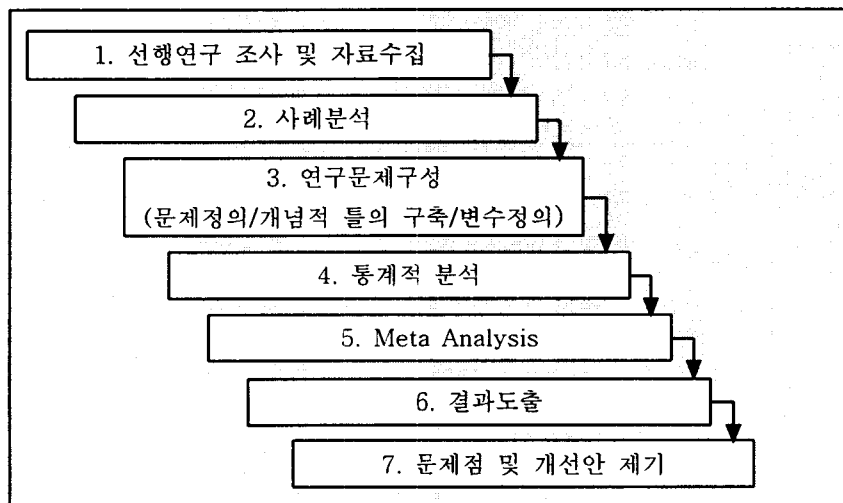 1. 선행연구 조사 및 자료수집
2. 사례분석
3. 연구문제구성
(문제정의/개념적 틀의 구축/변수정의)
4. 통계적 분석
5. Meta Analysis
6. 결과도출
7. 문제점 및 개선안 제기